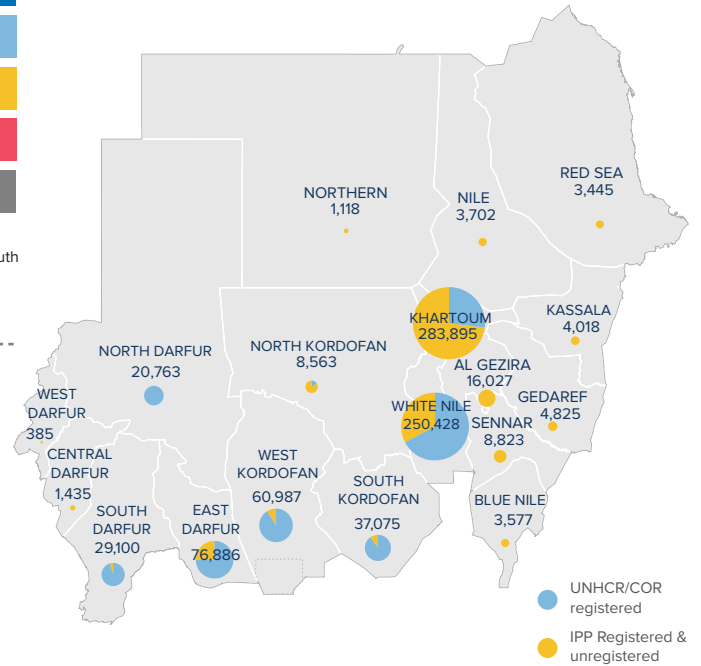 RED SEA
3,445
NORTHERN
1,118
NILE
3,702
uth
KHARTOUM
283,895
KASSALA
4,018
NORTH DARFUR
20,763
NORTH KORDOFAN
8,563
AL GEZIRA
16,027
WEST
DARFUR
385
WHITE NILE
250,428
GEDAREF
4,825
SENNAR
8,823
CENTRAL
DARFUR
1,435
WEST
KORDOFAN
60,987
SOUTH
KORDOFAN
37,075
SOUTH
DARFUR
29,100
EAST
DARFUR
76,886
BLUE NILE
3,577
UNHCR/COR
registered
IPP Registered &
unregistered